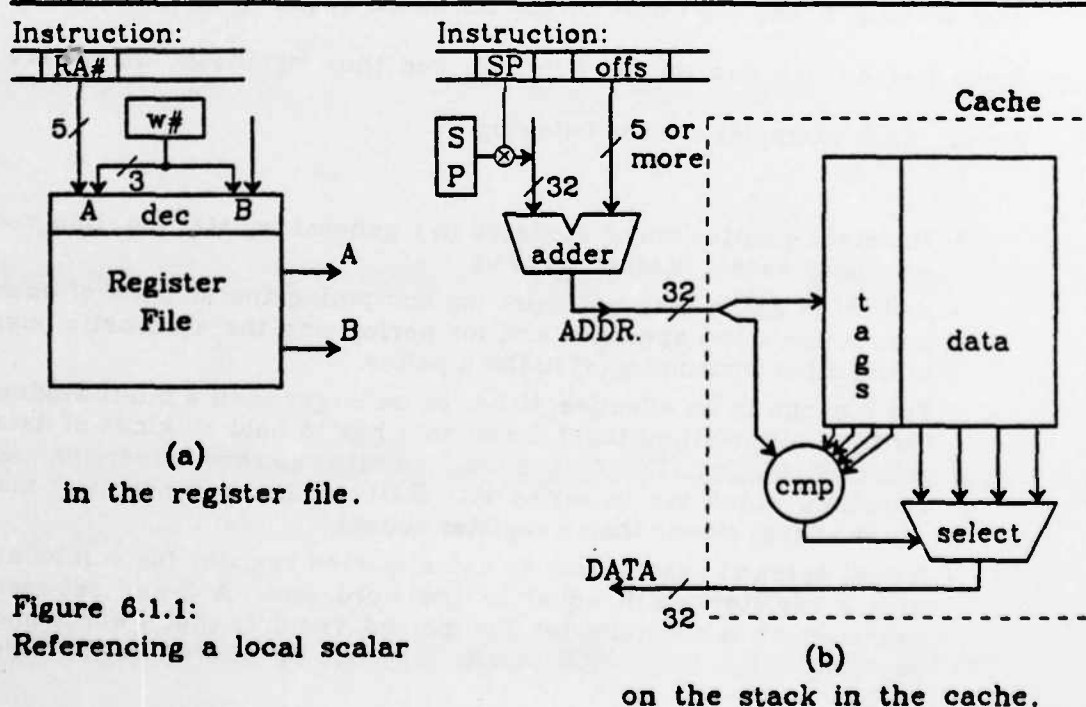 Instruction:
RA#
5
w#
3
A
dec
B
Register
File
A
B
(a)
in the register file.
Instruction:
SP
offs
S
P
5 or
more
32
adder
32
ADDR.
Cache
t
a
g
s
data
cmp
select
DATA
32
(b)
on the stack in the cache.
Figure 6.1.1:
Referencing a local scalar